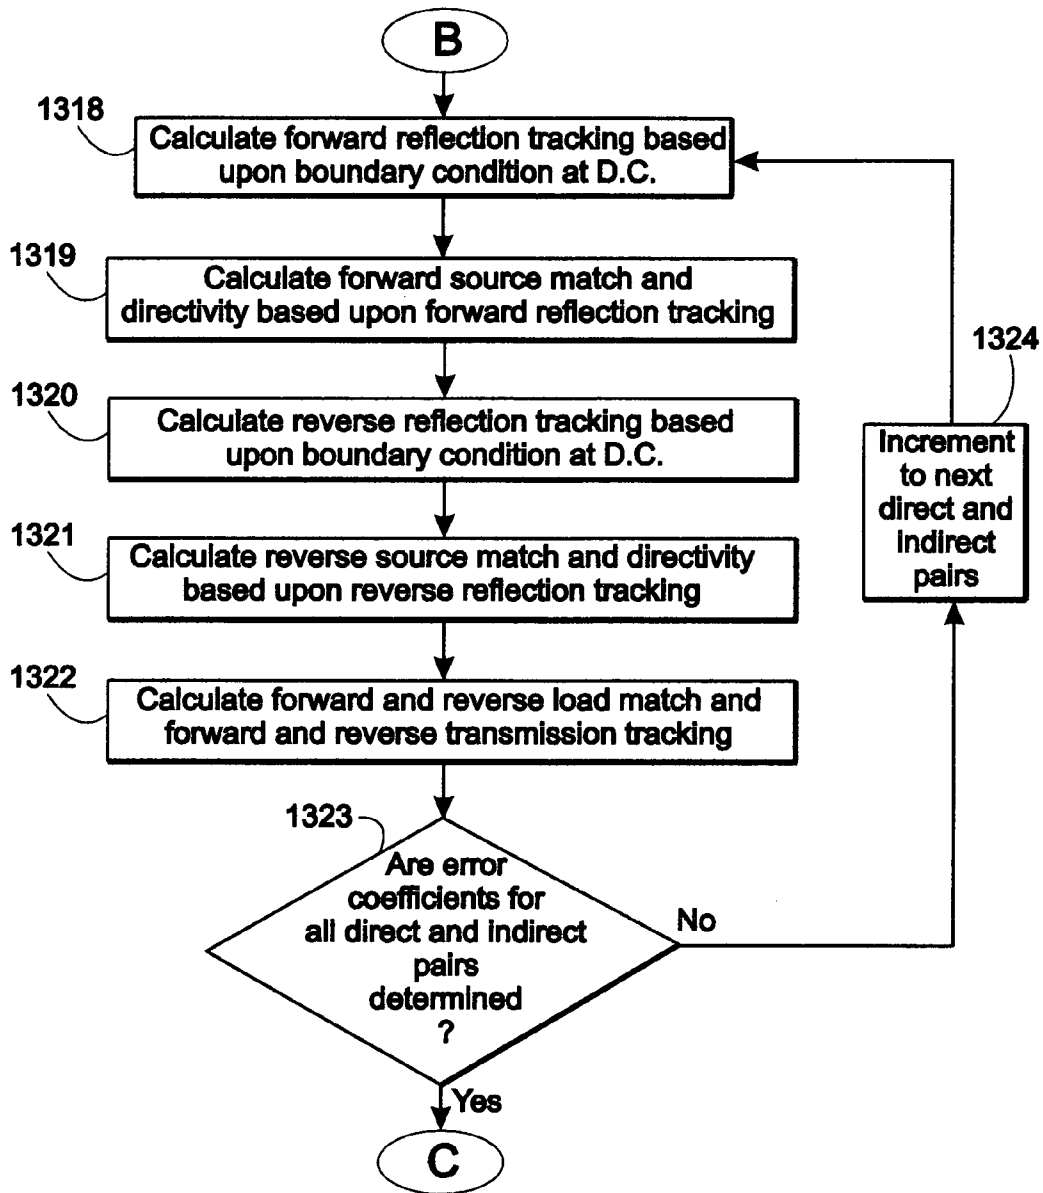 B
1318
Calculate forward reflection tracking based
upon boundary condition at D.C.
1319
Calculate forward source match and
directivity based upon forward reflection tracking
1320
Calculate reverse reflection tracking based
upon boundary condition at D.C.
1321
Calculate reverse source match and directivity
based upon reverse reflection tracking
1322
Calculate forward and reverse load match and
forward and reverse transmission tracking
1323
Are error
coefficients for
all direct and indirect
pairs
determined
?
No
1324
Increment
to next
direct and
indirect
pairs
Yes
C